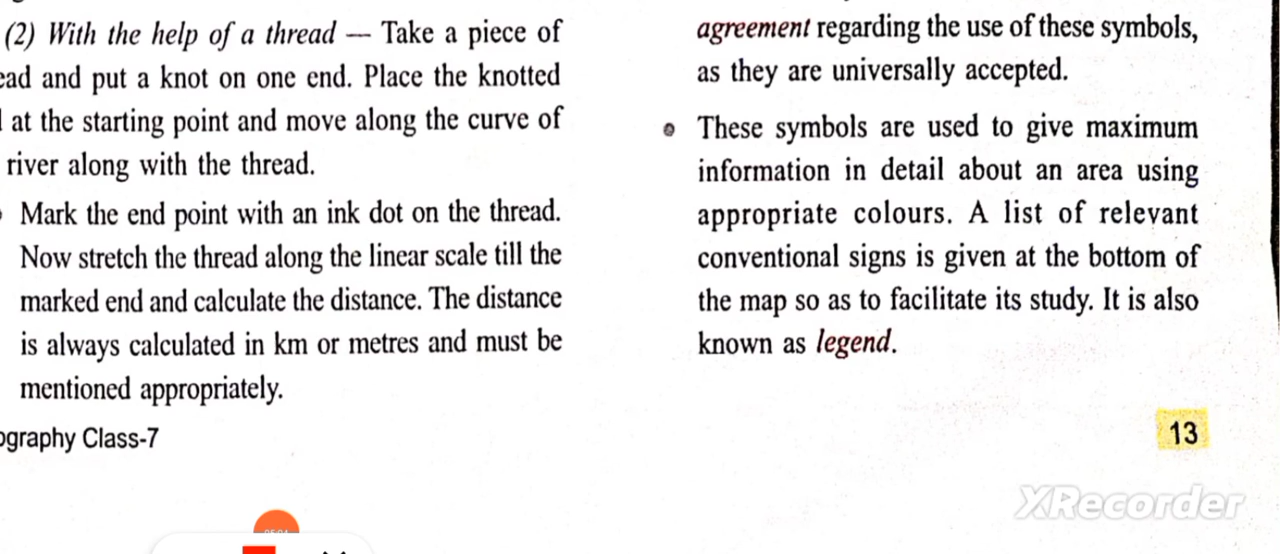 (2) With the help of a thread — Take a piece of
ead and put a knot on one end. Place the knotted
at the starting point and move along the curve of
river along with the thread.
Mark the end point with an ink dot on the thread.
Now stretch the thread along the linear scale till the
marked end and calculate the distance. The distance
is always calculated in km or metres and must be
mentioned appropriately.
ography Class-7
agreement regarding the use of these symbols,
as they are universally accepted.
• These symbols are used to give maximum
information in detail about an area using
appropriate colours. A list of relevant
conventional signs is given at the bottom of
the map so as to facilitate its study. It is also
known as legend.
13
XRecorder